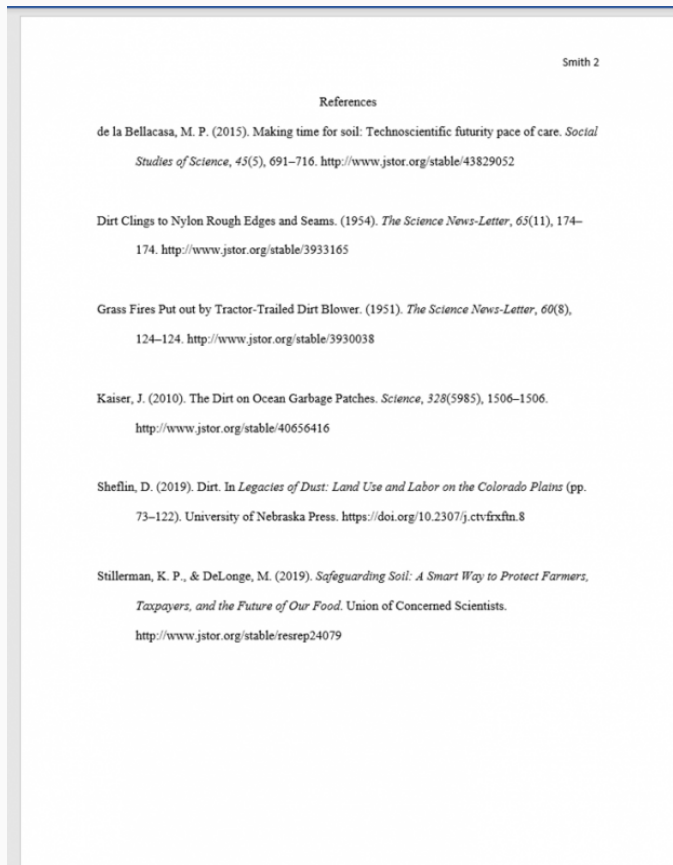 Smith 2
References
de la Bellacasa, M. P. (2015). Making time for soil: Technoscientific futurity pace of care. Social
Studies of Science, 45(5), 691–716. http://www.jstor.org/stable/43829052
Dirt Clings to Nylon Rough Edges and Seams. (1954). The Science News-Letter, 65(11), 174–
174. http://www.jstor.org/stable/3933165
Grass Fires Put out by Tractor-Trailed Dirt Blower. (1951). The Science News-Letter, 60(8),
124–124. http://www.jstor.org/stable/3930038
Kaiser, J. (2010). The Dirt on Ocean Garbage Patches. Science, 328(5985), 1506–1506.
http://www.jstor.org/stable/40656416
Sheflin, D. (2019). Dirt. In Legacies of Dust: Land Use and Labor on the Colorado Plains (pp.
73–122). University of Nebraska Press. https://doi.org/10.2307/j.ctvfrxftn.8
Stillerman, K. P., & DeLonge, M. (2019). Safeguarding Soil: A Smart Way to Protect Farmers,
Taxpayers, and the Future of Our Food. Union of Concerned Scientists.
http://www.jstor.org/stable/resrep24079